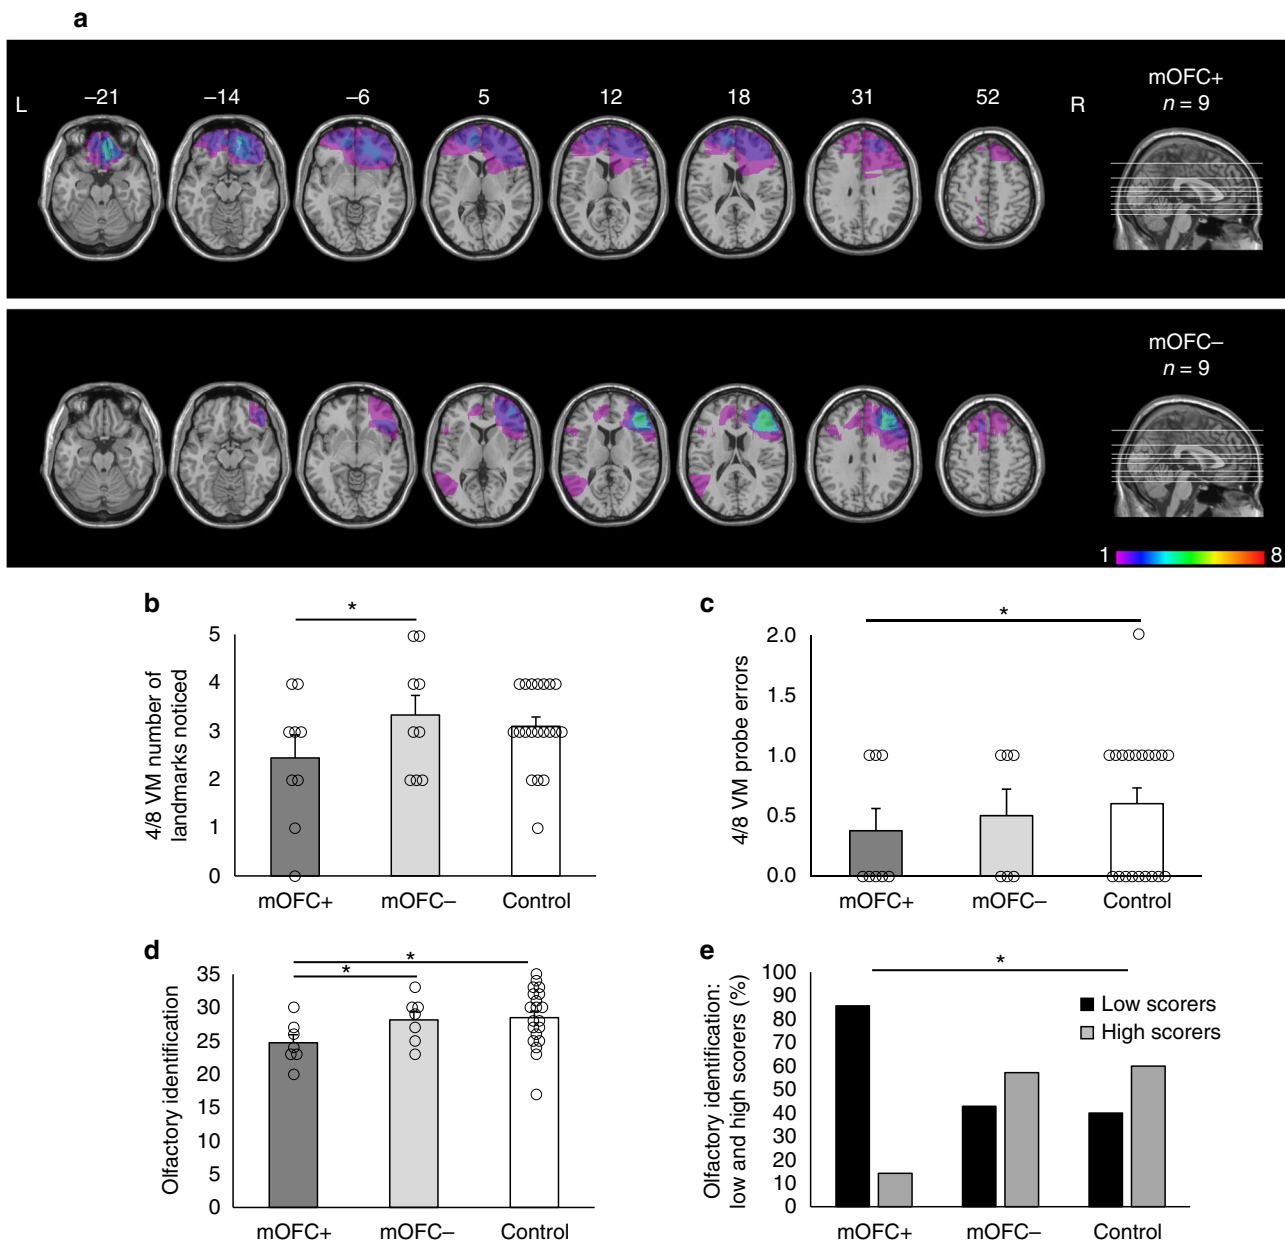 a
L –21 –14 –6 5 12 18 31 52 R
mOFC+
n = 9
mOFC–
n = 9
1 8
b
*
4/8 VM number of
landmarks noticed
5
4
3
2
1
0
mOFC+ mOFC– Control
c
*
4/8 VM probe errors
2.0
1.5
1.0
0.5
0.0
mOFC+ mOFC– Control
d
*
*
Olfactory identification
35
30
25
20
15
10
5
0
mOFC+ mOFC– Control
e
*
Olfactory identification:
low and high scorers (%)
100
90
80
70
60
50
40
30
20
10
0
Low scorers
High scorers
mOFC+ mOFC– Control